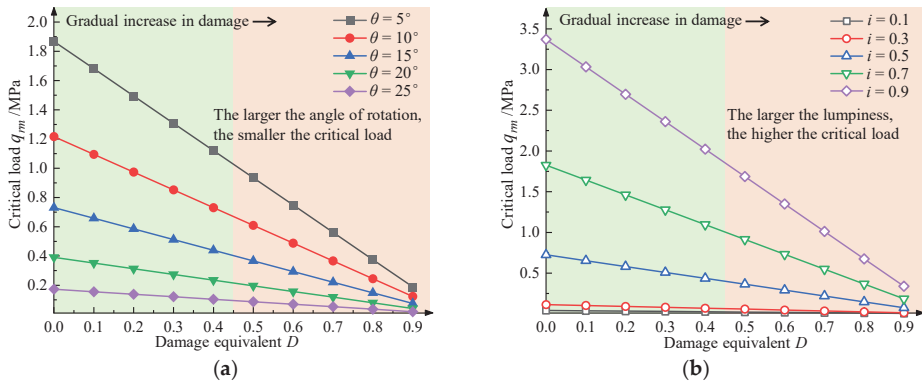 Gradual increase in damage
θ = 5°
θ = 10°
θ = 15°
θ = 20°
θ = 25°
The larger the angle of rotation,
the smaller the critical load
Critical load qrm /MPa
2.0
1.8
1.6
1.4
1.2
1.0
0.8
0.6
0.4
0.2
0.0 0.1 0.2 0.3 0.4 0.5 0.6 0.7 0.8 0.9
Damage equivalent D
(a)
Gradual increase in damage
i = 0.1
i = 0.3
i = 0.5
i = 0.7
i = 0.9
The larger the lumpiness,
the higher the critical load
Critical load qrm /MPa
3.5
3.0
2.5
2.0
1.5
1.0
0.5
0.0 0.1 0.2 0.3 0.4 0.5 0.6 0.7 0.8 0.9
Damage equivalent D
(b)